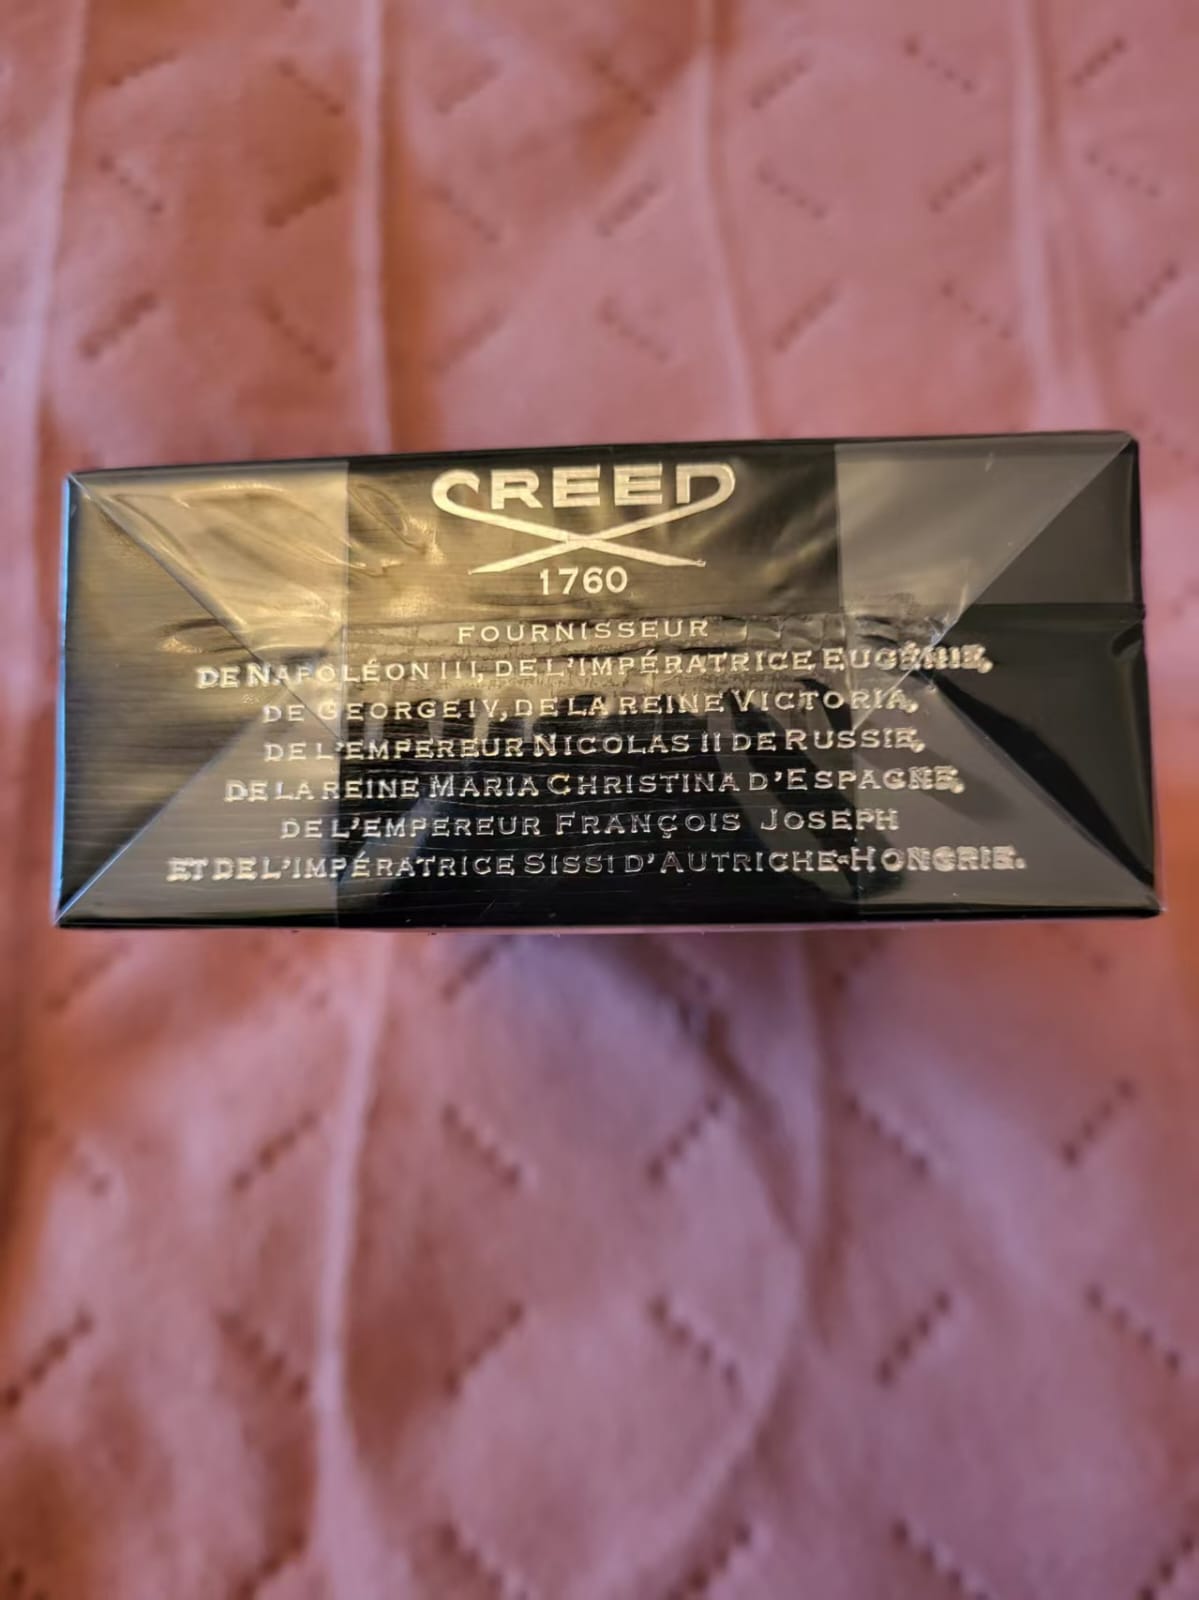 CREED
1760
FOURNISSEUR
DE NAPOLÉON III, DE L'IMPÉRATRICE EUGÉNIE,
DE GEORGE IV, DE LA REINE VICTORIA,
DE L'EMPEREUR NICOLAS II DE RUSSIE,
DE LA REINE MARIA CHRISTINA D'ESPAGNE,
DE L'EMPEREUR FRANÇOIS JOSEPH
ET DE L'IMPÉRATRICE SISSI D'AUTRICHE-HONGRIE.